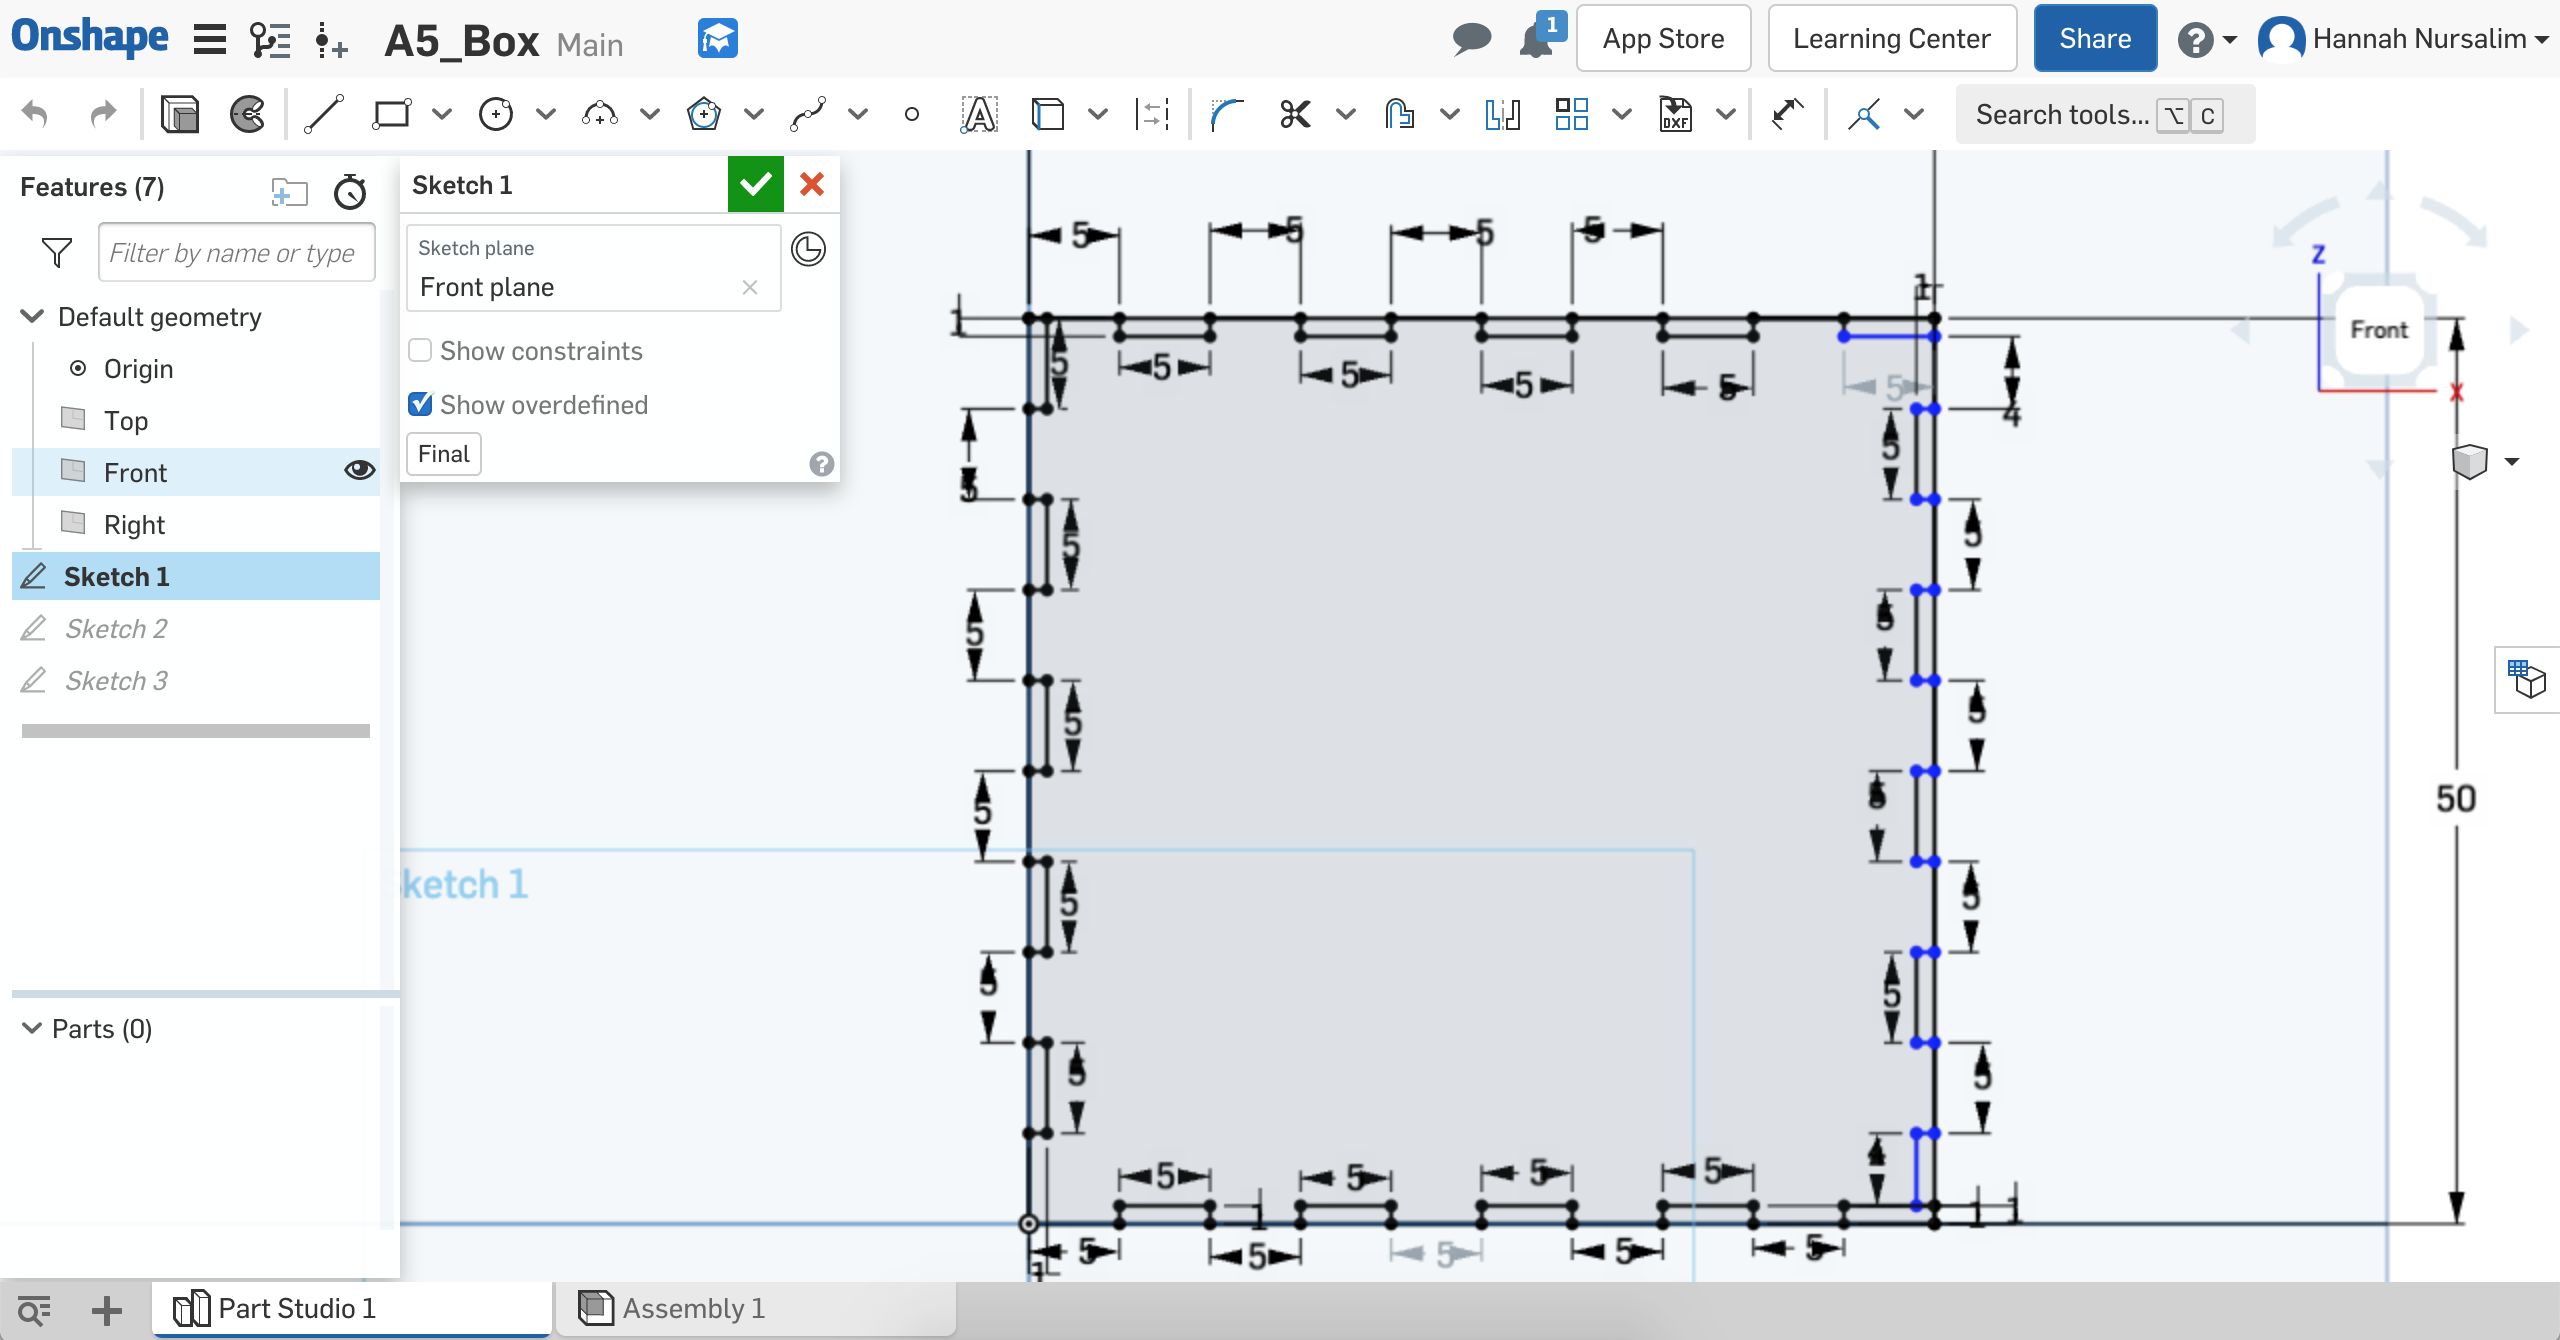 Onshape A5_Box Main 1 App Store Learning Center Share Hannah Nursalim
DXF Search tools... ⌥ C
Features (7)
Filter by name or type
Default geometry
Origin
Top
Front
Right
Sketch 1
Sketch 2
Sketch 3
Parts (0)
Sketch 1
Sketch plane
Front plane
Show constraints
Show overdefined
Final
5 5 5 5
1 1
5 5 5 5 5 5
4
5 5
5 5
5 5
5 5
5 5
5 5
5 5
5 5
5 5
4
5 5 5 5
1 1 1
5 5 5 5 5
1
50
Z
Front
X
ketch 1
Part Studio 1
Assembly 1